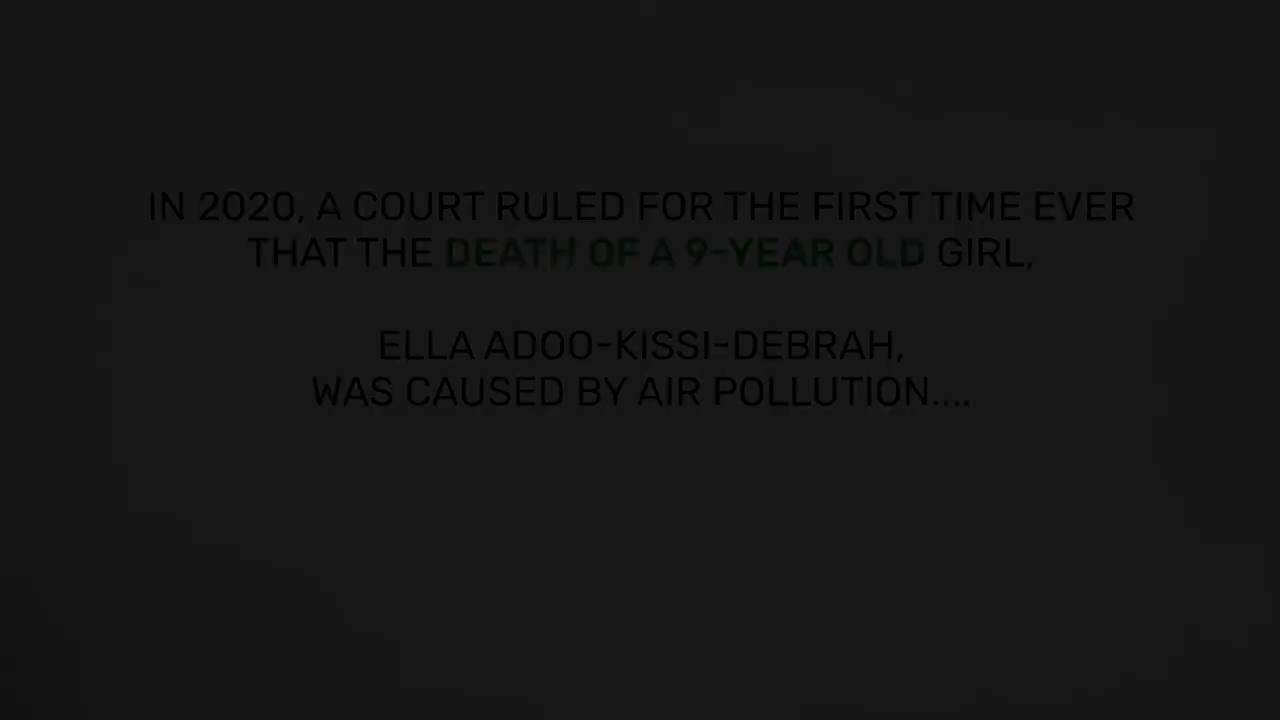 IN 2020, A COURT RULED FOR THE FIRST TIME EVER
THAT THE DEATH OF A 9-YEAR OLD GIRL,
ELLA ADOO-KISSI-DEBRAH,
WAS CAUSED BY AIR POLLUTION....